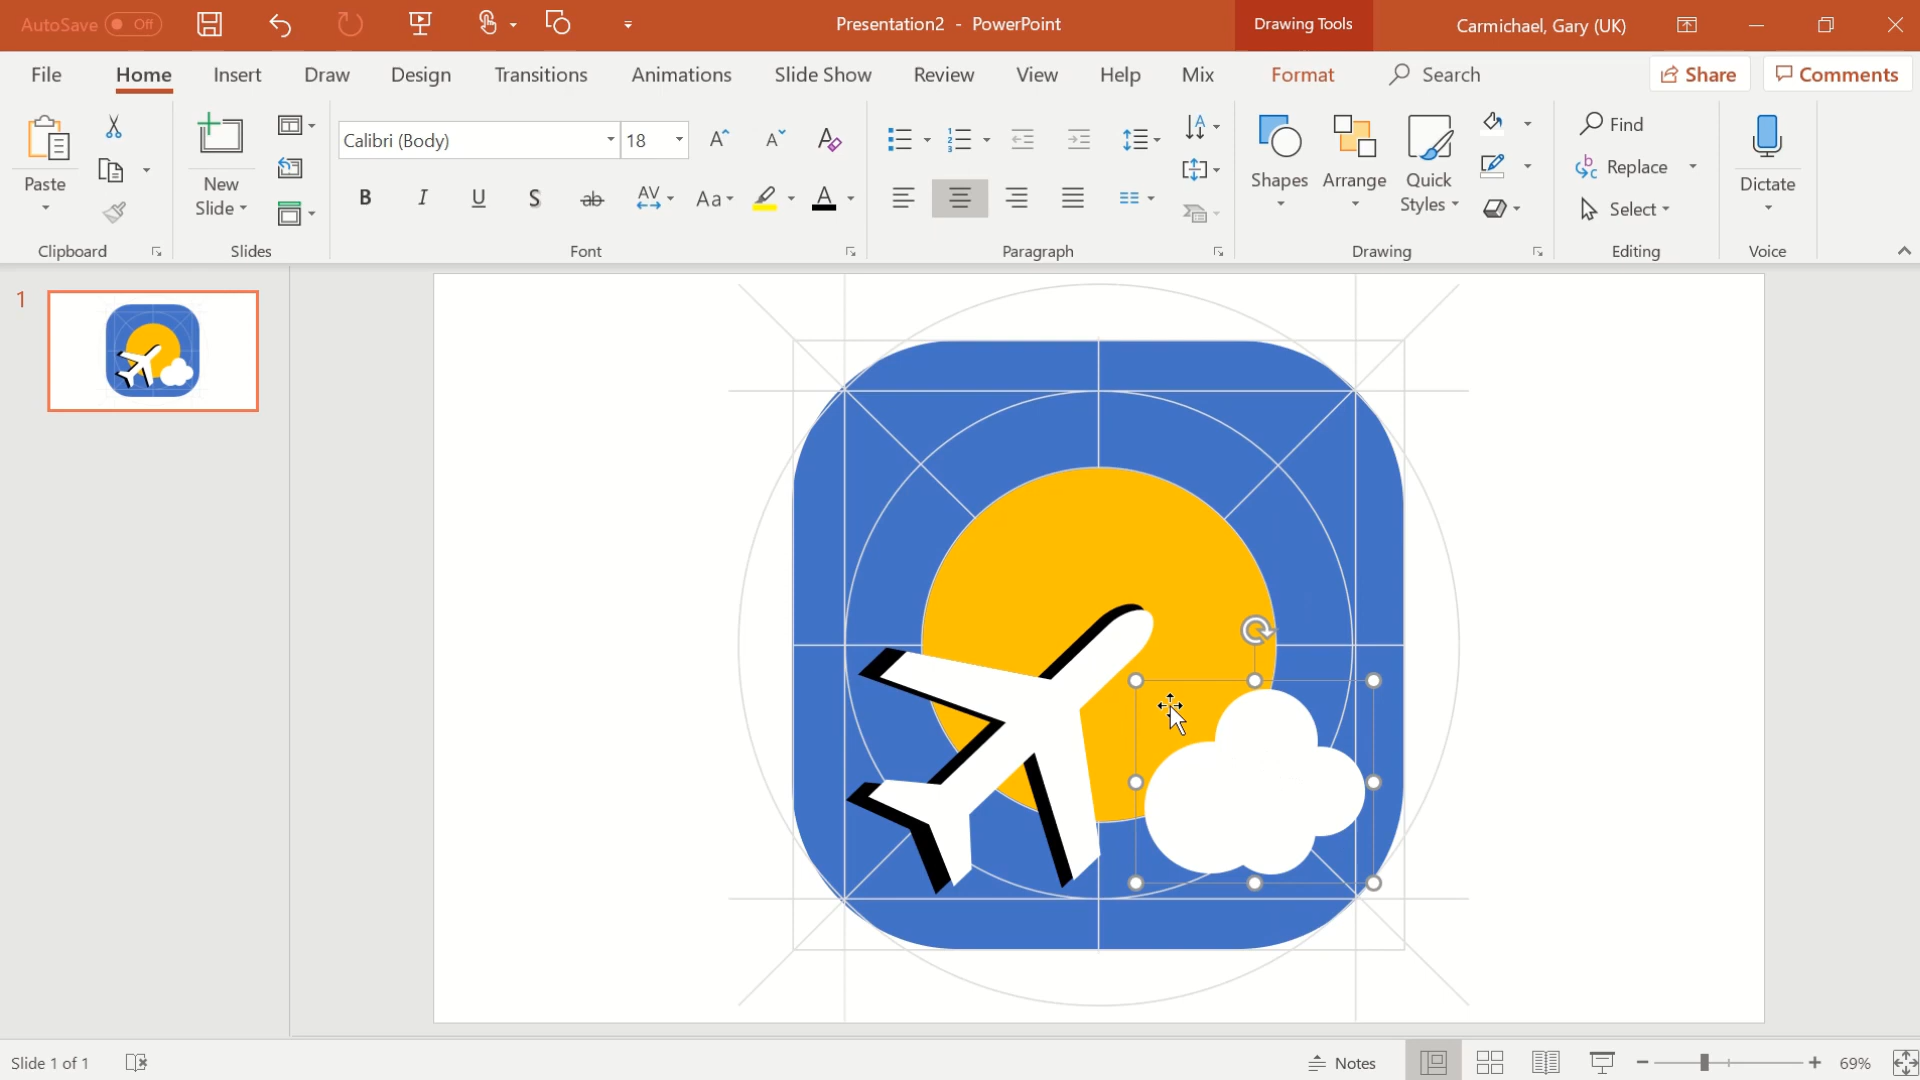 AutoSave Off
Presentation2 - PowerPoint
Drawing Tools
Carmichael, Gary (UK)
File Home Insert Draw Design Transitions Animations Slide Show Review View Help Mix Format Search
Share Comments
Paste
New
Slide
Calibri (Body) 18
Shapes Arrange Quick
Styles
Find
Replace
Select
Dictate
Clipboard Slides Font Paragraph Drawing Editing Voice
1
Slide 1 of 1
Notes
69%